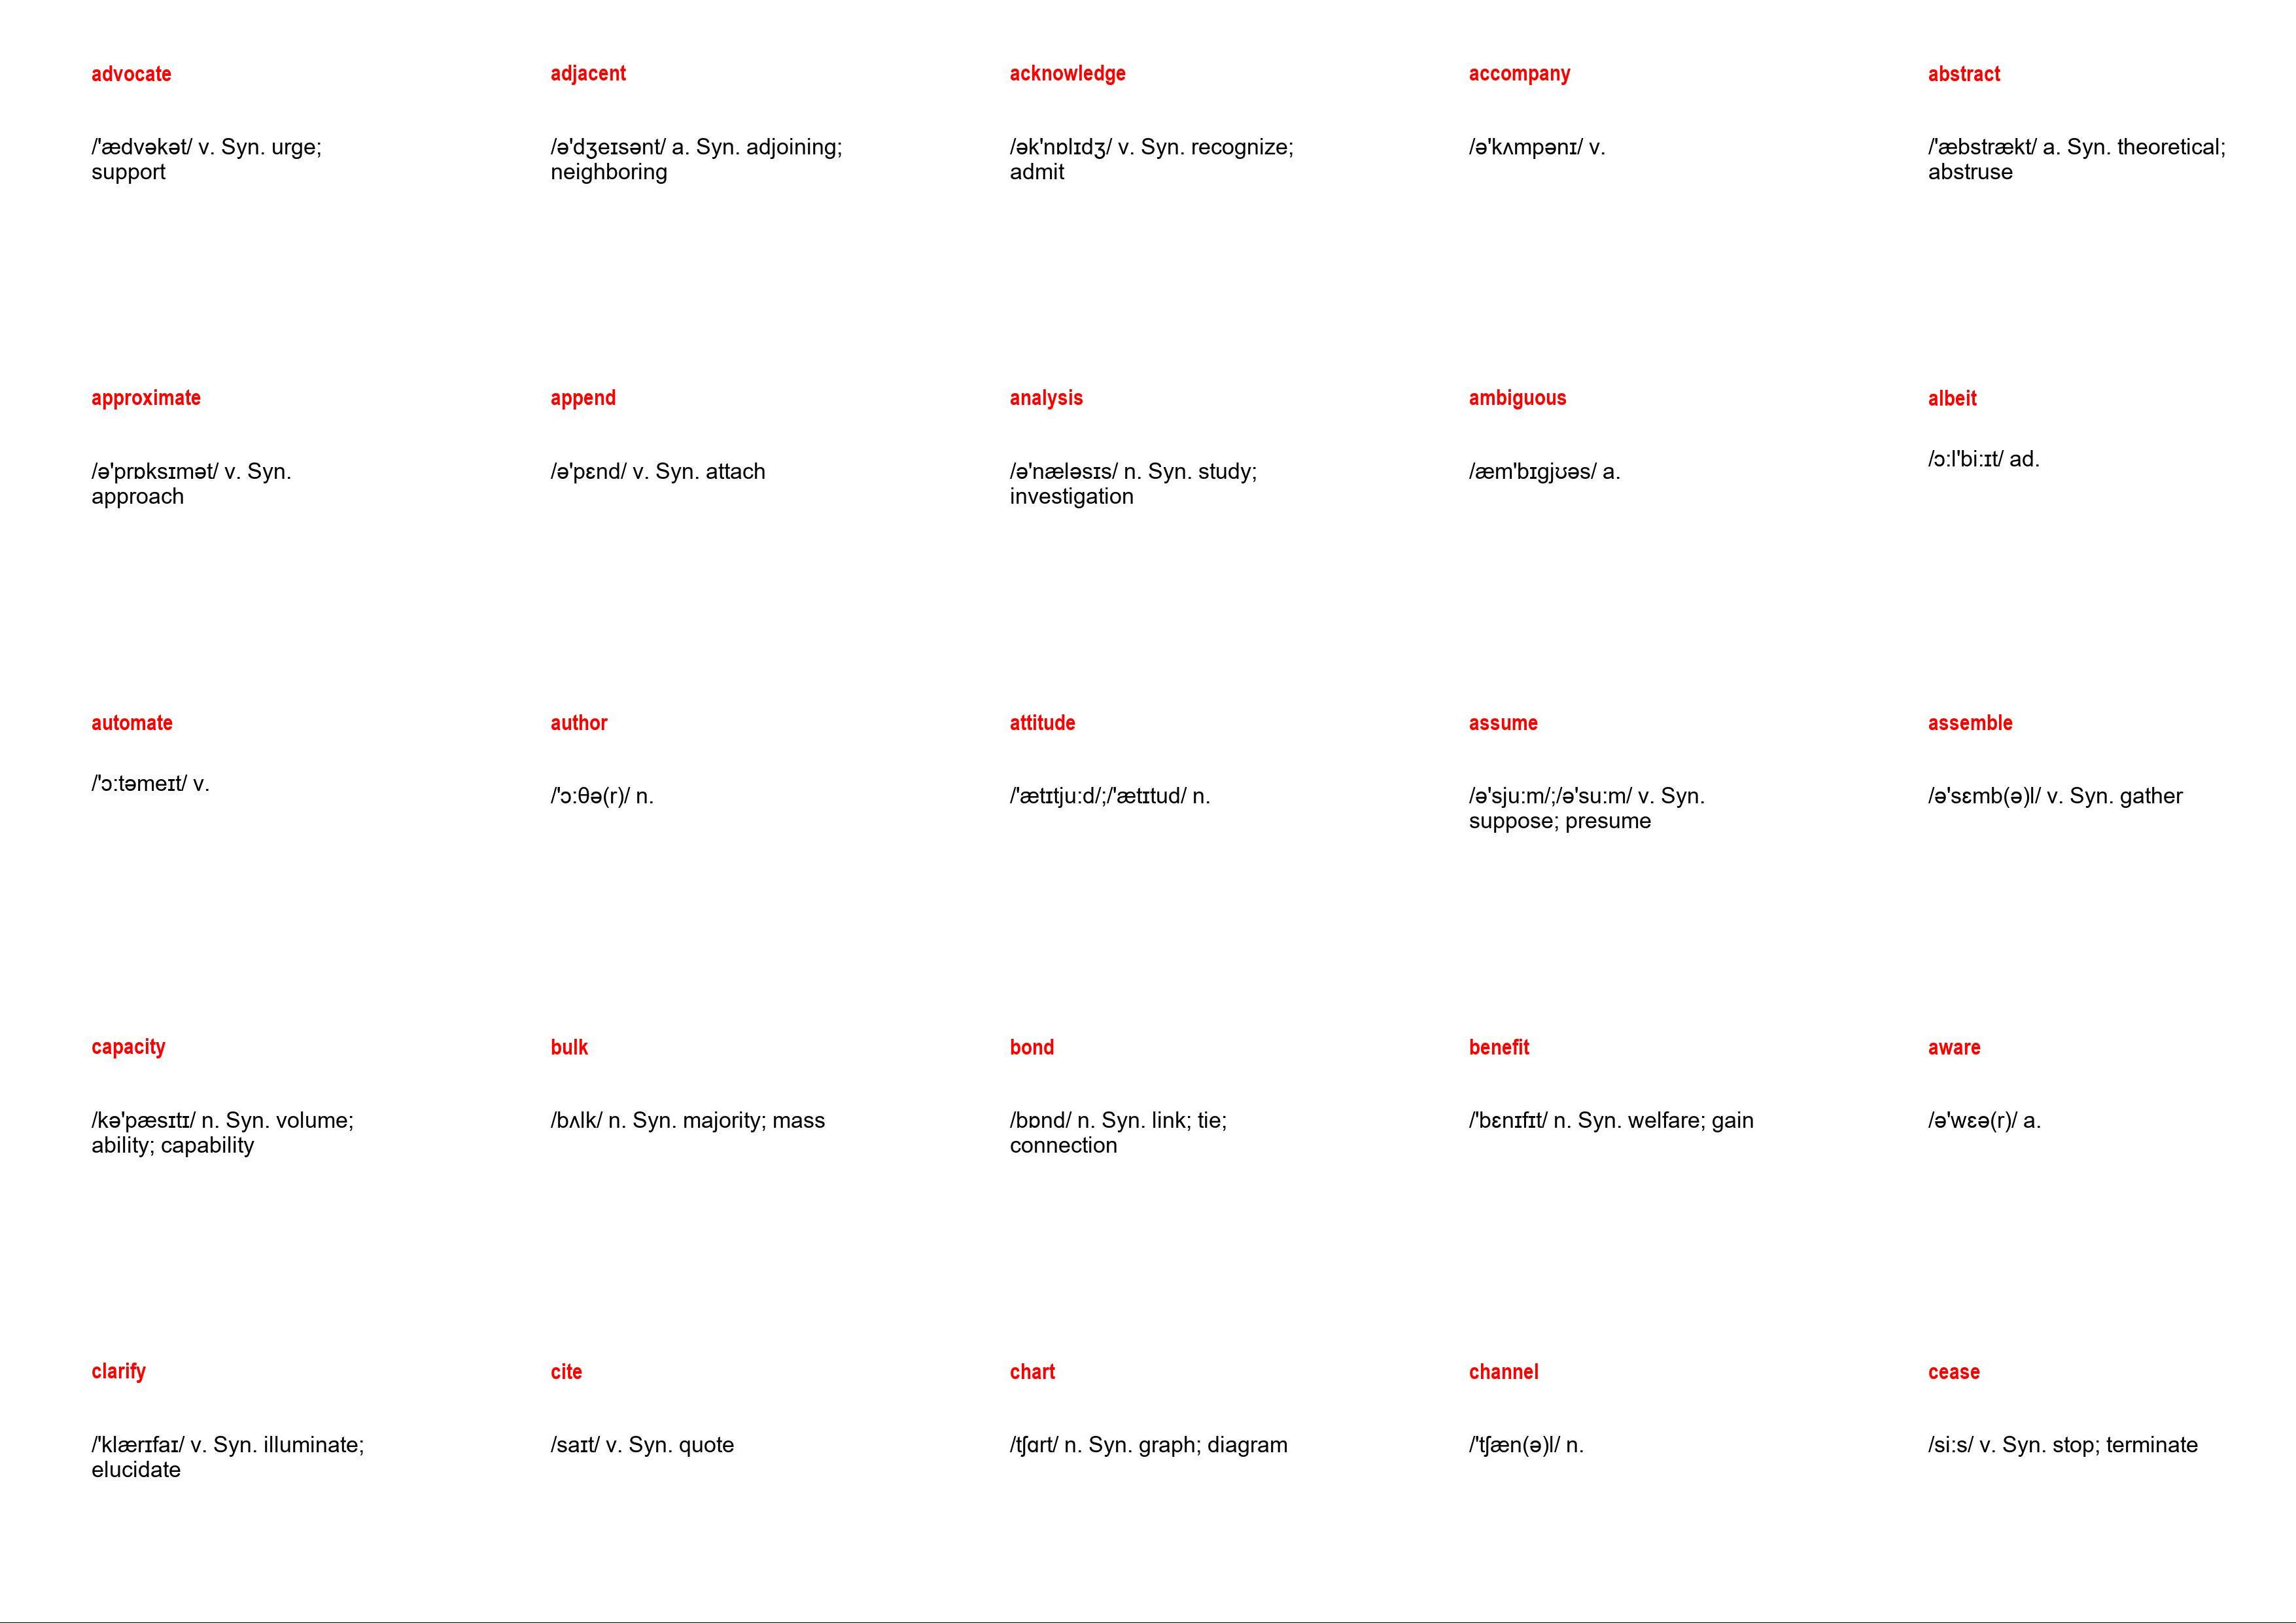 advocate
/'ædvəkət/ v. Syn. urge;
support
adjacent
/ə'dʒeɪsənt/ a. Syn. adjoining;
neighboring
acknowledge
/ək'nɒlɪdʒ/ v. Syn. recognize;
admit
accompany
/ə'kʌmpənɪ/ v.
abstract
/'æbstrækt/ a. Syn. theoretical;
abstruse
approximate
/ə'prɒksɪmət/ v. Syn.
approach
append
/ə'pɛnd/ v. Syn. attach
analysis
/ə'næləsɪs/ n. Syn. study;
investigation
ambiguous
/æm'bɪgjʊəs/ a.
albeit
/ɔ:l'bi:ɪt/ ad.
automate
/'ɔ:təmeɪt/ v.
author
/'ɔ:θə(r)/ n.
attitude
/'ætɪtju:d/;/'ætɪtud/ n.
assume
/ə'sju:m/;/ə'su:m/ v. Syn.
suppose; presume
assemble
/ə'sɛmb(ə)l/ v. Syn. gather
capacity
/kə'pæsɪtɪ/ n. Syn. volume;
ability; capability
bulk
/bʌlk/ n. Syn. majority; mass
bond
/bɒnd/ n. Syn. link; tie;
connection
benefit
/'bɛnɪfɪt/ n. Syn. welfare; gain
aware
/ə'wɛə(r)/ a.
clarify
/'klærɪfaɪ/ v. Syn. illuminate;
elucidate
cite
/saɪt/ v. Syn. quote
chart
/tʃɑrt/ n. Syn. graph; diagram
channel
/'tʃæn(ə)l/ n.
cease
/si:s/ v. Syn. stop; terminate